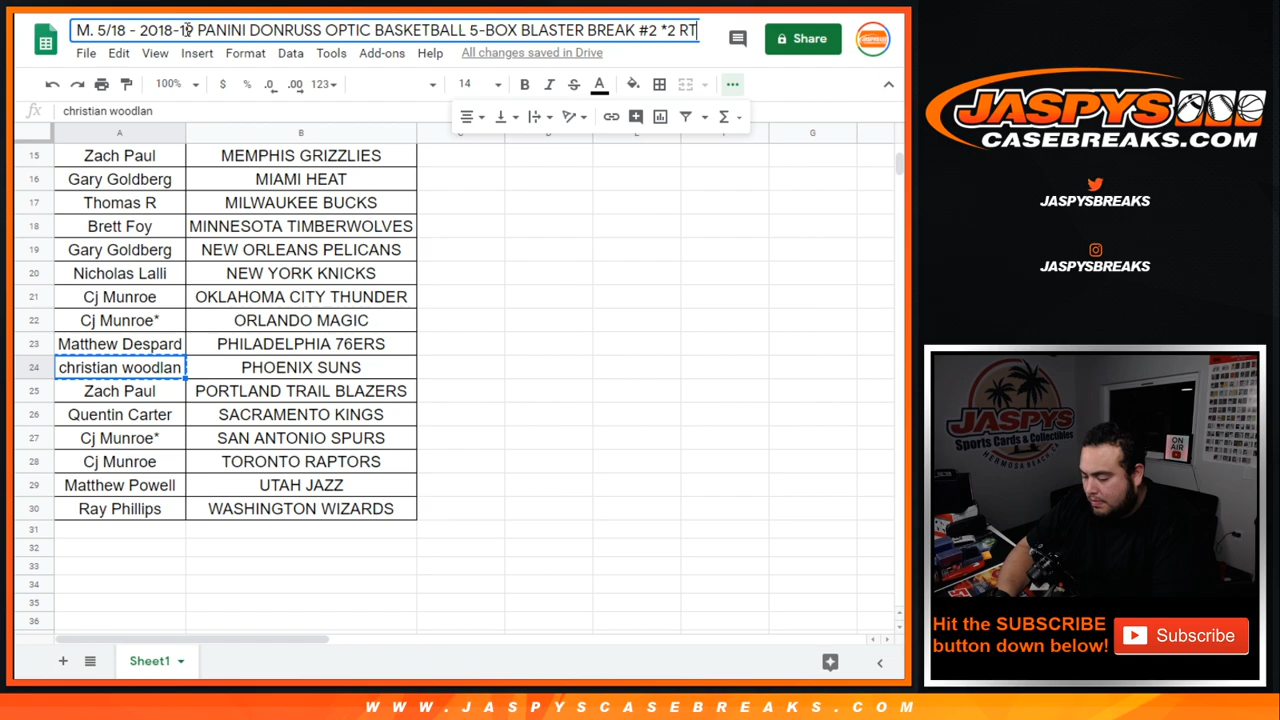 M. 5/18 - 2018-19 PANINI DONRUSS OPTIC BASKETBALL 5-BOX BLASTER BREAK #2 *2 RT
Share
File Edit View Insert Format Data Tools Add-ons Help All changes saved in Drive
100% $ % .0 .00 123 14 B I S A
fx christian woodlan
A B G
15 Zach Paul MEMPHIS GRIZZLIES
16 Gary Goldberg MIAMI HEAT
17 Thomas R MILWAUKEE BUCKS
18 Brett Foy MINNESOTA TIMBERWOLVES
19 Gary Goldberg NEW ORLEANS PELICANS
20 Nicholas Lalli NEW YORK KNICKS
21 Cj Munroe OKLAHOMA CITY THUNDER
22 Cj Munroe* ORLANDO MAGIC
23 Matthew Despard PHILADELPHIA 76ERS
24 christian woodlan PHOENIX SUNS
25 Zach Paul PORTLAND TRAIL BLAZERS
26 Quentin Carter SACRAMENTO KINGS
27 Cj Munroe* SAN ANTONIO SPURS
28 Cj Munroe TORONTO RAPTORS
29 Matthew Powell UTAH JAZZ
30 Ray Phillips WASHINGTON WIZARDS
31
32
33
34
35
36
Sheet1
JASPYS
CASEBREAKS.COM
JASPYSBREAKS
JASPYSBREAKS
JASPYS
Sports Cards & Collectibles
HERMOSA BEACH
ON AIR
Hit the SUBSCRIBE
button down below!
Subscribe
WWW.JASPYSCASEBREAKS.COM